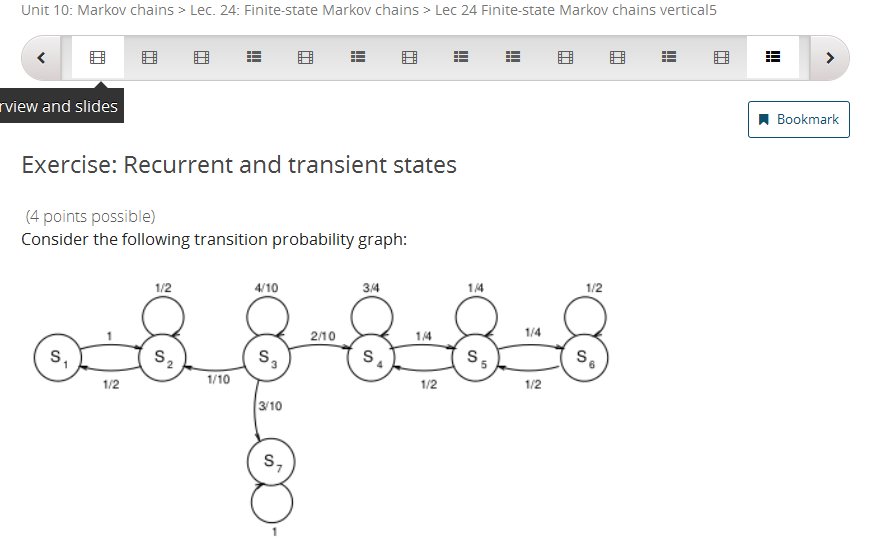 Unit 10: Markov chains > Lec. 24: Finite-state Markov chains > Lec 24 Finite-state Markov chains vertical5
rview and slides
Bookmark
Exercise: Recurrent and transient states
(4 points possible)
Consider the following transition probability graph:
1/2 4/10 3/4 1/4 1/2
1 2/10 1/4 1/4
S1 S2 S3 S4 S5 S6
1/2 1/10 1/2 1/2
3/10
S7
1